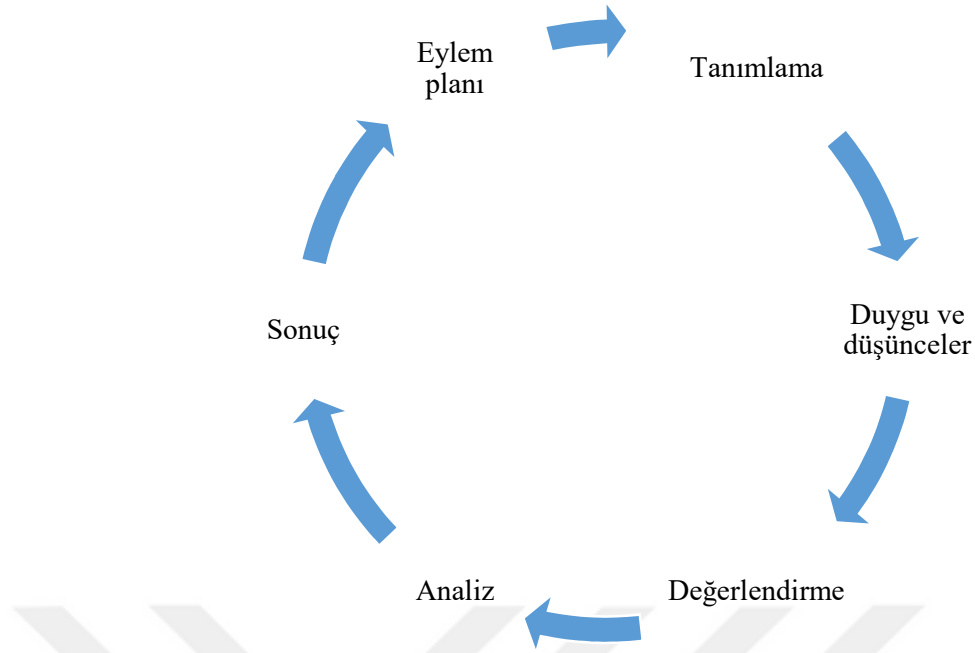 Eylem
planı
Tanımlama
Duygu ve
düşünceler
Değerlendirme
Analiz
Sonuç